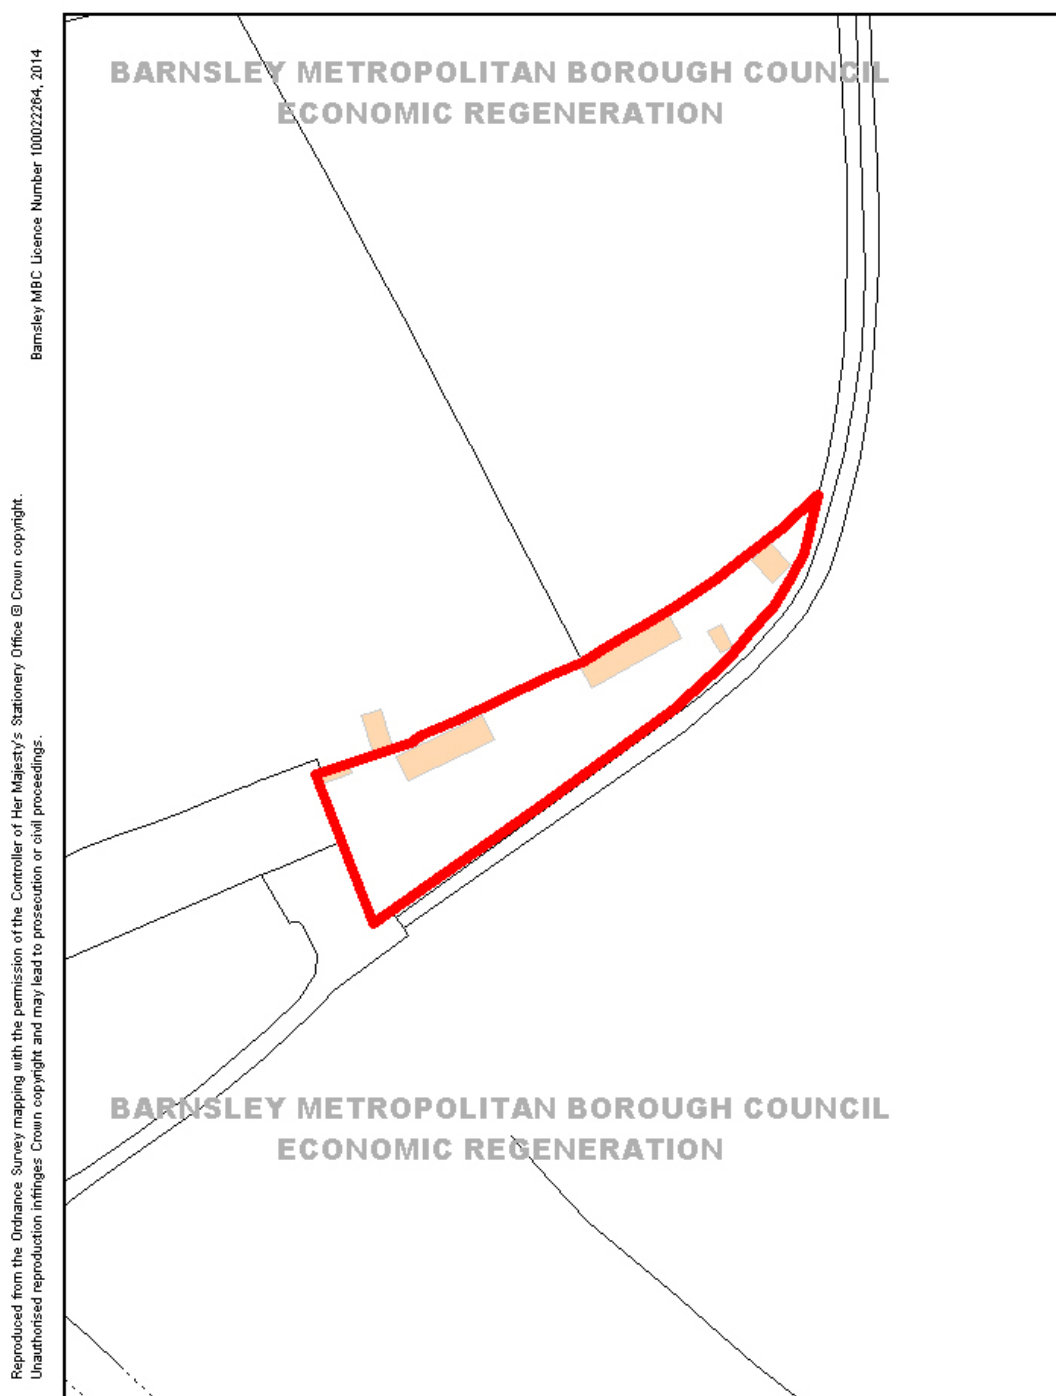 BARNSLEY METROPOLITAN BOROUGH COUNCIL
ECONOMIC REGENERATION
Barnsley MBC Licence Number 100022264, 2014
Reproduced from the Ordnance Survey mapping with the permission of the Controller of Her Majesty's Stationery Office © Crown copyright.
Unauthorised reproduction infringes Crown copyright and may lead to prosecution or civil proceedings.
BARNSLEY METROPOLITAN BOROUGH COUNCIL
ECONOMIC REGENERATION